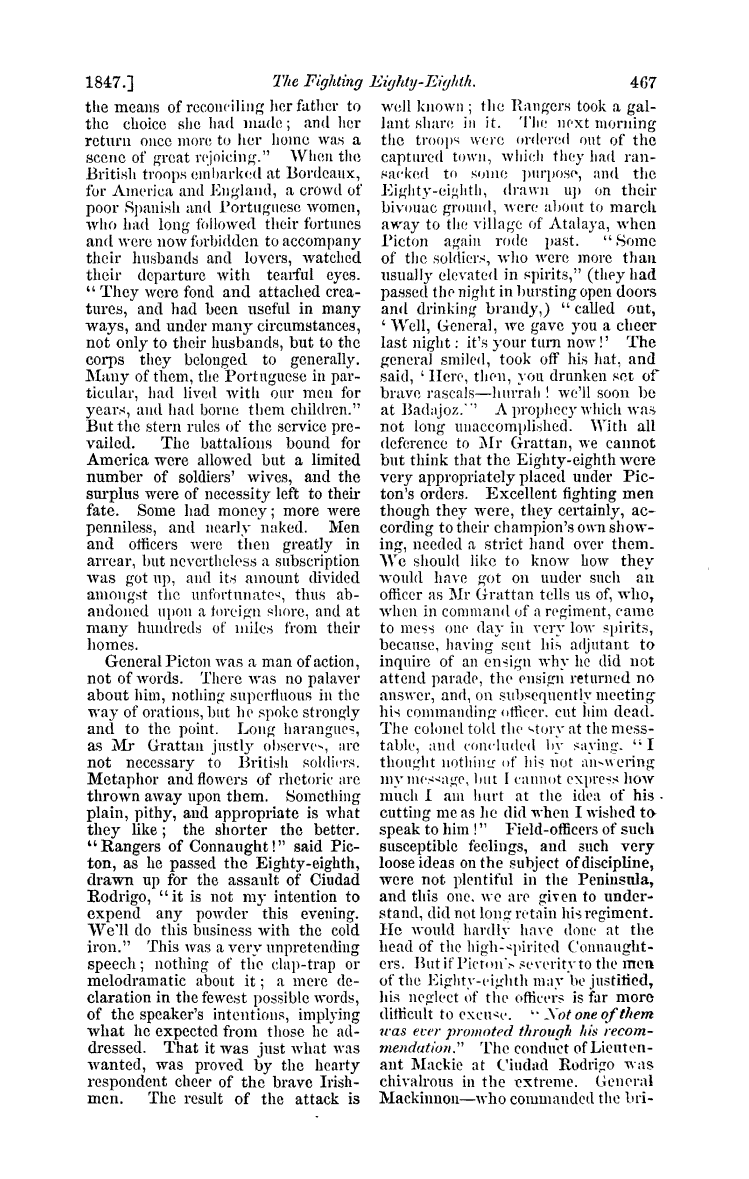 1847.] The Fighting Eighty-Eighth. 467
the means of reconciling her father to
the choice she had made; and her
return once more to her home was a
scene of great rejoicing." When the
British troops embarked at Bordeaux,
for America and England, a crowd of
poor Spanish and Portuguese women,
who had long followed their fortunes
and were now forbidden to accompany
their husbands and lovers, watched
their departure with tearful eyes.
"They were fond and attached crea-
tures, and had been useful in many
ways, and under many circumstances,
not only to their husbands, but to the
corps they belonged to generally.
Many of them, the Portuguese in par-
ticular, had lived with our men for
years, and had borne them children."
But the stern rules of the service pre-
vailed. The battalions bound for
America were allowed but a limited
number of soldiers' wives, and the
surplus were of necessity left to their
fate. Some had money; more were
penniless, and nearly naked. Men
and officers were then greatly in
arrear, but nevertheless a subscription
was got up, and its amount divided
amongst the unfortunates, thus ab-
andoned upon a foreign shore, and at
many hundreds of miles from their
homes.
General Picton was a man of action,
not of words. There was no palaver
about him, nothing superfluous in the
way of orations, but he spoke strongly
and to the point. Long harangues,
as Mr Grattan justly observes, are
not necessary to British soldiers.
Metaphor and flowers of rhetoric are
thrown away upon them. Something
plain, pithy, and appropriate is what
they like; the shorter the better.
"Rangers of Connaught!" said Pic-
ton, as he passed the Eighty-eighth,
drawn up for the assault of Ciudad
Rodrigo, "it is not my intention to
expend any powder this evening.
We'll do this business with the cold
iron." This was a very unpretending
speech; nothing of the clap-trap or
melodramatic about it; a mere de-
claration in the fewest possible words,
of the speaker's intentions, implying
what he expected from those he ad-
dressed. That it was just what was
wanted, was proved by the hearty
respondent cheer of the brave Irish-
men. The result of the attack is
well known; the Rangers took a gal-
lant share in it. The next morning
the troops were ordered out of the
captured town, which they had ran-
sacked to some purpose, and the
Eighty-eighth, drawn up on their
bivouac ground, were about to march
away to the village of Atalaya, when
Picton again rode past. "Some
of the soldiers, who were more than
usually elevated in spirits," (they had
passed the night in bursting open doors
and drinking brandy,) "called out,
'Well, General, we gave you a cheer
last night: it's your turn now!' The
general smiled, took off his hat, and
said, 'Here, then, you drunken set of
brave rascals—hurrah! we'll soon be
at Badajoz.'" A prophecy which was
not long unaccomplished. With all
deference to Mr Grattan, we cannot
but think that the Eighty-eighth were
very appropriately placed under Pic-
ton's orders. Excellent fighting men
though they were, they certainly, ac-
cording to their champion's own show-
ing, needed a strict hand over them.
We should like to know how they
would have got on under such an
officer as Mr Grattan tells us of, who,
when in command of a regiment, came
to mess one day in very low spirits,
because, having sent his adjutant to
inquire of an ensign why he did not
attend parade, the ensign returned no
answer, and, on subsequently meeting
his commanding officer, cut him dead.
The colonel told the story at the mess-
table, and concluded by saying. "I
thought nothing of his not answering
my message, but I cannot express how
much I am hurt at the idea of his
cutting me as he did when I wished to
speak to him!" Field-officers of such
susceptible feelings, and such very
loose ideas on the subject of discipline,
were not plentiful in the Peninsula,
and this one, we are given to under-
stand, did not long retain his regiment.
He would hardly have done at the
head of the high-spirited Connaught-
ers. But if Picton's severity to the men
of the Eighty-eighth may be justified,
his neglect of the officers is far more
difficult to excuse. "Not one of them
was ever promoted through his recom-
mendation." The conduct of Lieuten-
ant Mackie at Ciudad Rodrigo was
chivalrous in the extreme. General
Mackinnon—who commanded the bri-